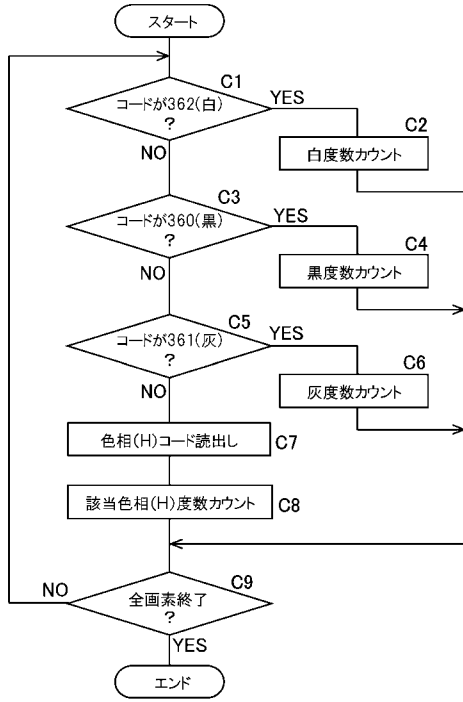 スタート
C1
コードが362(白)
?
YES
C2
白度数カウント
NO
C3
コードが360(黒)
?
YES
C4
黒度数カウント
NO
C5
コードが361(灰)
?
YES
C6
灰度数カウント
NO
色相(H)コード読出し
C7
該当色相(H)度数カウント
C8
C9
NO
全画素終了
?
YES
エンド